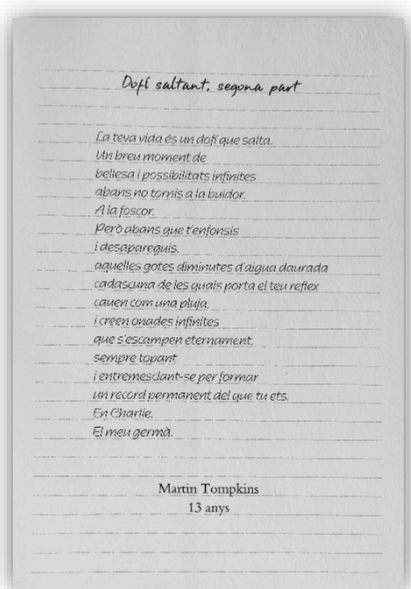 Dofí saltant, segona part
La teva vida és un dofí que salta.
Un breu moment de
bellesa i possibilitats infinites
abans no tornis a la buidor.
A la foscor.
Però abans que t'enfonsis
i desapareguis,
aquelles gotes diminutes d'aigua daurada
cadascuna de les quals porta el teu reflex
cauen com una pluja,
i creen onades infinites
que s'escampen eternament,
sempre topant
i entremesclant-se per formar
un record permanent del que tu ets.
En Charlie.
El meu germà.
Martin Tompkins
13 anys